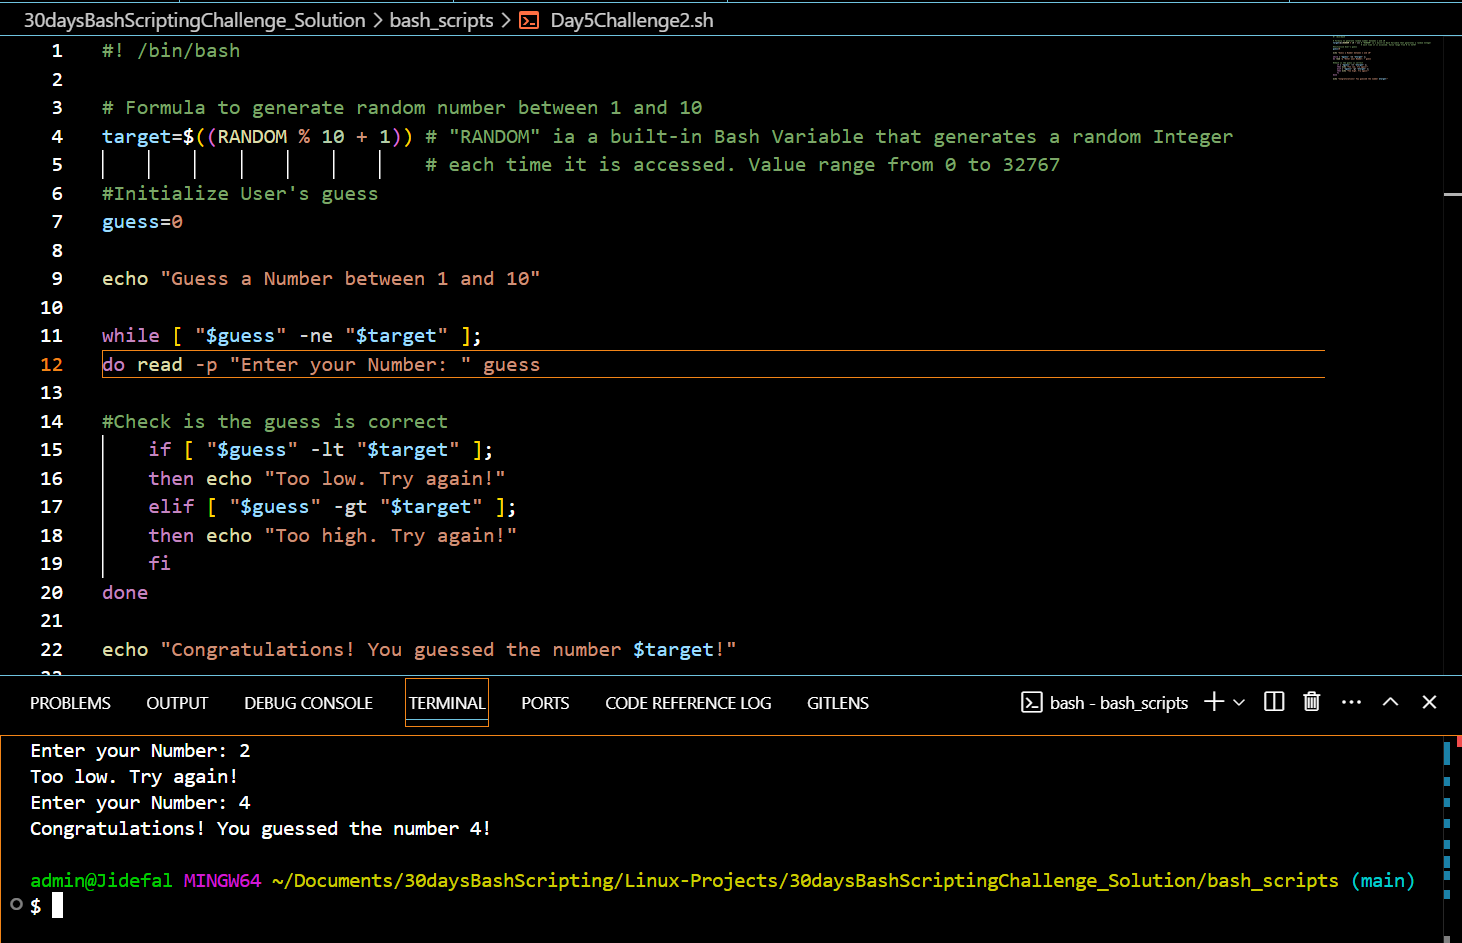 30daysBashScriptingChallenge_Solution > bash_scripts > Day5Challenge2.sh
1 #! /bin/bash
2
3 # Formula to generate random number between 1 and 10
4 target=$((RANDOM % 10 + 1)) # "RANDOM" ia a built-in Bash Variable that generates a random Integer
5 # each time it is accessed. Value range from 0 to 32767
6 #Initialize User's guess
7 guess=0
8
9 echo "Guess a Number between 1 and 10"
10
11 while [ "$guess" -ne "$target" ];
12 do read -p "Enter your Number: " guess
13
14 #Check is the guess is correct
15 if [ "$guess" -lt "$target" ];
16 then echo "Too low. Try again!"
17 elif [ "$guess" -gt "$target" ];
18 then echo "Too high. Try again!"
19 fi
20 done
21
22 echo "Congratulations! You guessed the number $target!"
PROBLEMS OUTPUT DEBUG CONSOLE TERMINAL PORTS CODE REFERENCE LOG GITLENS bash - bash_scripts
Enter your Number: 2
Too low. Try again!
Enter your Number: 4
Congratulations! You guessed the number 4!
admin@Jidefal MINGW64 ~/Documents/30daysBashScripting/Linux-Projects/30daysBashScriptingChallenge_Solution/bash_scripts (main)
$